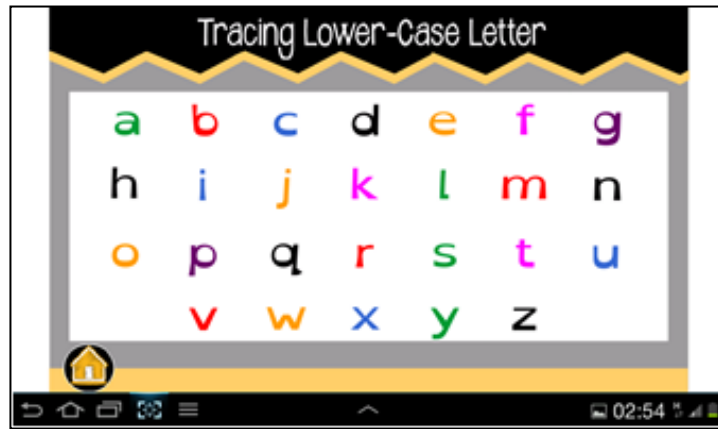 Tracing Lower-Case Letter
a b c d e f g
h i j k l m n
o p q r s t u
v w x y z
02:54